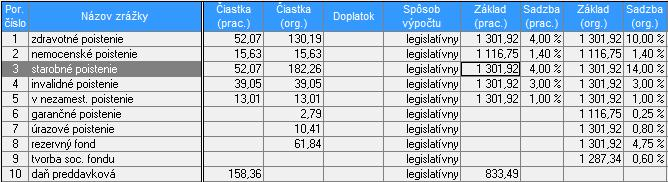 Por. číslo Názov zrážky Čiastka (prac.) Čiastka (org.) Doplatok Spôsob výpočtu Základ (prac.) Sadzba (prac.) Základ (org.) Sadzba (org.)
1 zdravotné poistenie 52,07 130,19 legislatívny 1 301,92 4,00 % 1 301,92 10,00 %
2 nemocenské poistenie 15,63 15,63 legislatívny 1 116,75 1,40 % 1 116,75 1,40 %
3 starobné poistenie 52,07 182,26 legislatívny 1 301,92 4,00 % 1 301,92 14,00 %
4 invalidné poistenie 39,05 39,05 legislatívny 1 301,92 3,00 % 1 301,92 3,00 %
5 v nezamest. poistenie 13,01 13,01 legislatívny 1 301,92 1,00 % 1 301,92 1,00 %
6 garančné poistenie 2,79 legislatívny 1 116,75 0,25 %
7 úrazové poistenie 10,41 legislatívny 1 301,92 0,80 %
8 rezervný fond 61,84 legislatívny 1 301,92 4,75 %
9 tvorba soc. fondu legislatívny 1 287,34 0,60 %
10 daň preddavková 158,36 legislatívny 833,49